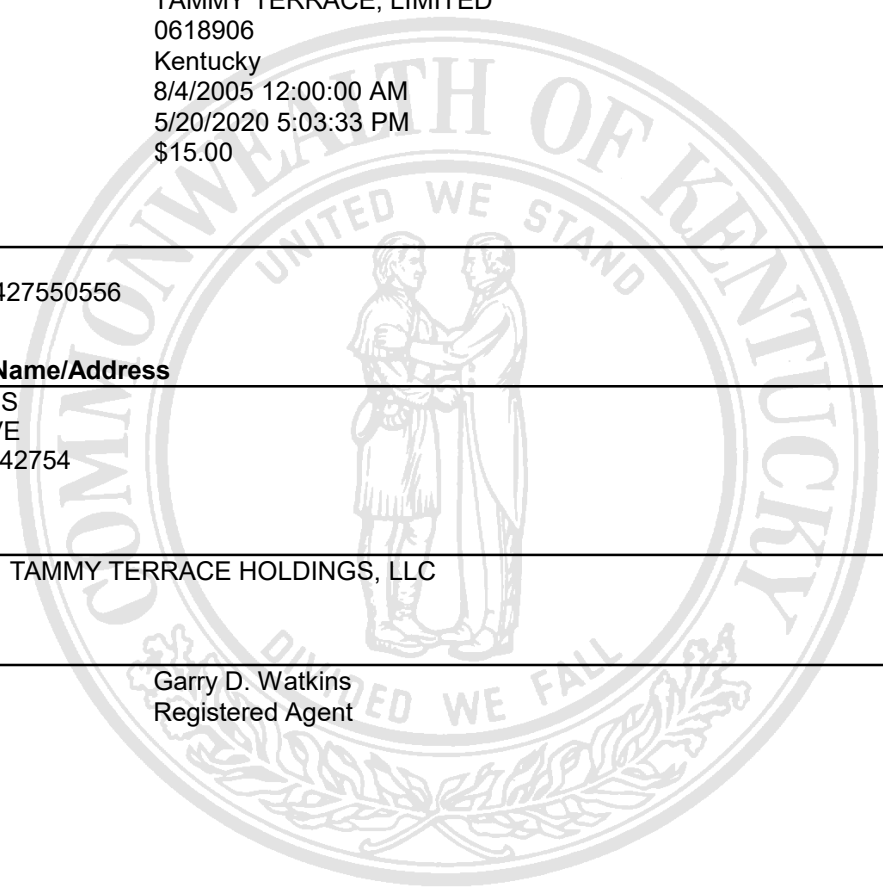 TAMMY TERRACE, LIMITED
0618906
Kentucky
8/4/2005 12:00:00 AM
5/20/2020 5:03:33 PM
$15.00
427550556
Name/Address
S
VE
42754
TAMMY TERRACE HOLDINGS, LLC
Garry D. Watkins
Registered Agent
COMMONWEALTH OF KENTUCKY
UNITED WE STAND
DIVIDED WE FALL